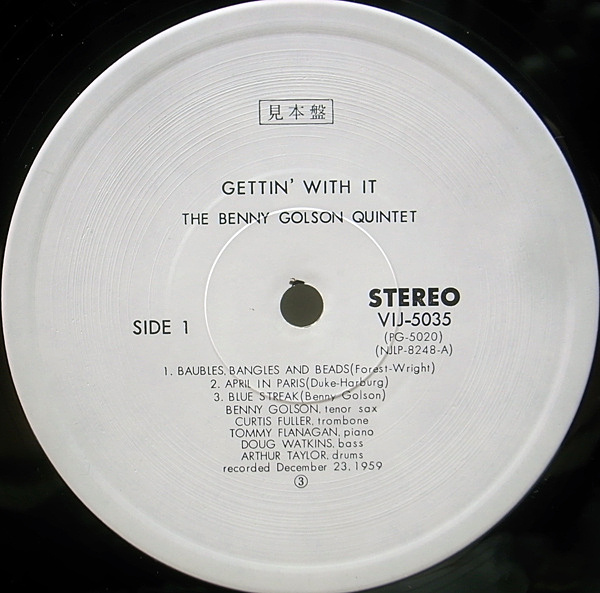 見本盤
GETTIN' WITH IT
THE BENNY GOLSON QUINTET
STEREO
SIDE 1
VIJ-5035
(PG-5020)
(NJLP-8248-A)
1. BAUBLES, BANGLES AND BEADS(Forest-Wright)
2. APRIL IN PARIS(Duke-Harburg)
3. BLUE STREAK(Benny Golson)
BENNY GOLSON, tenor sax
CURTIS FULLER, trombone
TOMMY FLANAGAN, piano
DOUG WATKINS, bass
ARTHUR TAYLOR, drums
recorded December 23, 1959
③